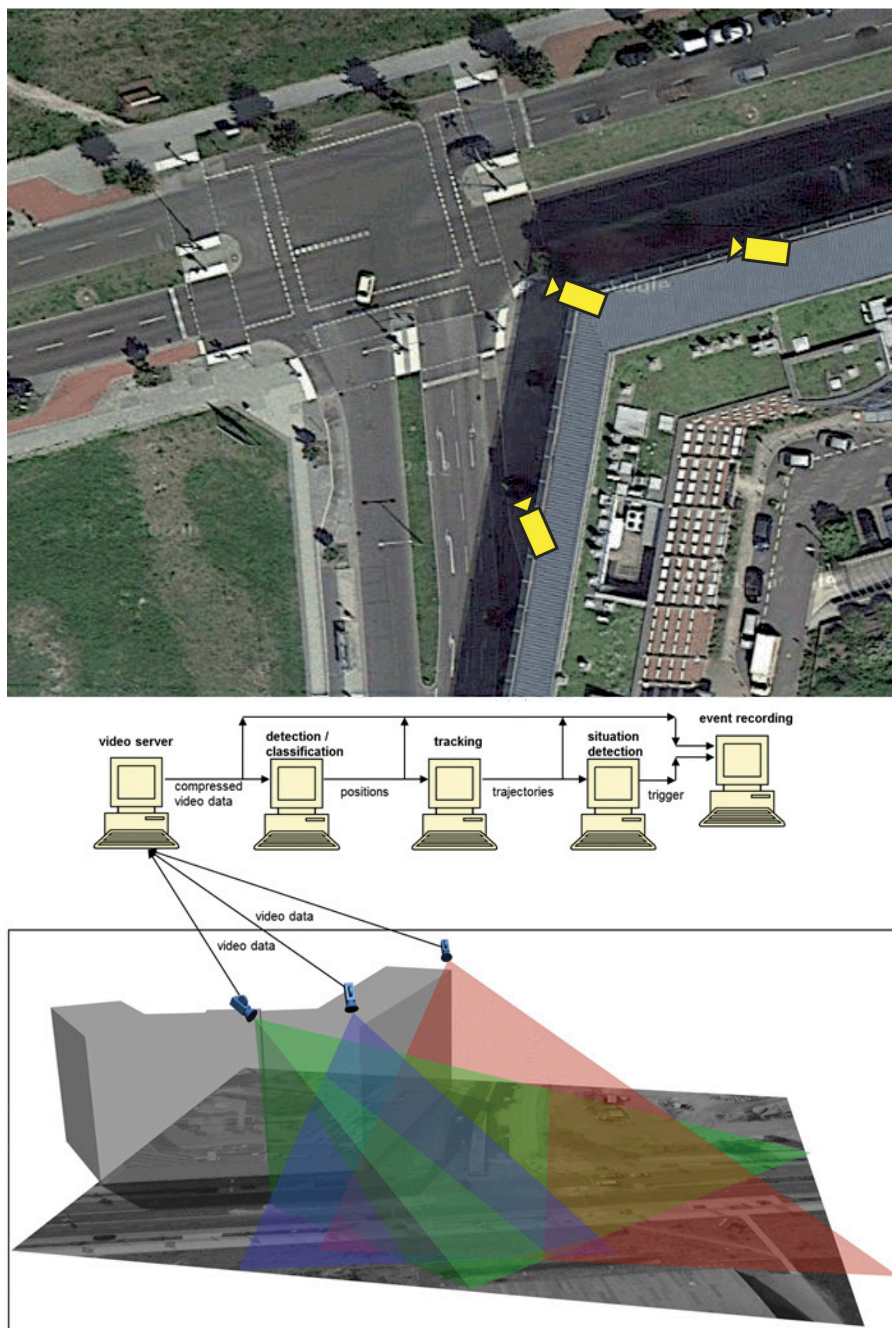 Google
event recording
video server
detection /
classification
tracking
situation
detection
compressed
video data
positions
trajectories
trigger
video data
video data